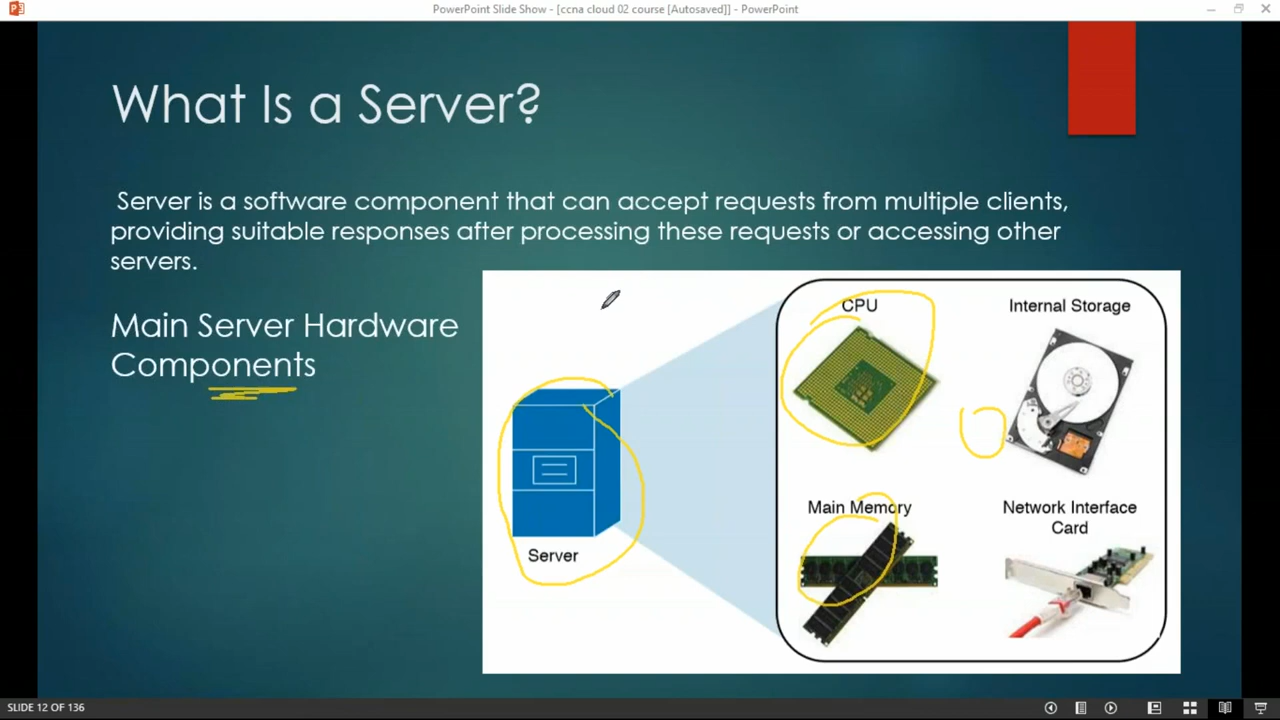 PowerPoint Slide Show - [ccna cloud 02 course [Autosaved]] - PowerPoint
What Is a Server?
Server is a software component that can accept requests from multiple clients,
providing suitable responses after processing these requests or accessing other
servers.
Main Server Hardware
Components
Server
CPU
Internal Storage
Main Memory
Network Interface
Card
SLIDE 12 OF 136